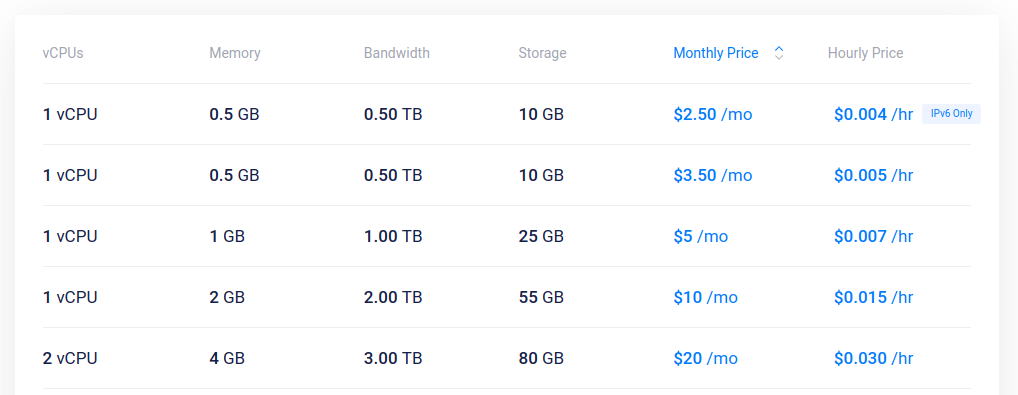 vCPUs Memory Bandwidth Storage Monthly Price Hourly Price
1 vCPU 0.5 GB 0.50 TB 10 GB $2.50 /mo $0.004 /hr IPv6 Only
1 vCPU 0.5 GB 0.50 TB 10 GB $3.50 /mo $0.005 /hr
1 vCPU 1 GB 1.00 TB 25 GB $5 /mo $0.007 /hr
1 vCPU 2 GB 2.00 TB 55 GB $10 /mo $0.015 /hr
2 vCPU 4 GB 3.00 TB 80 GB $20 /mo $0.030 /hr